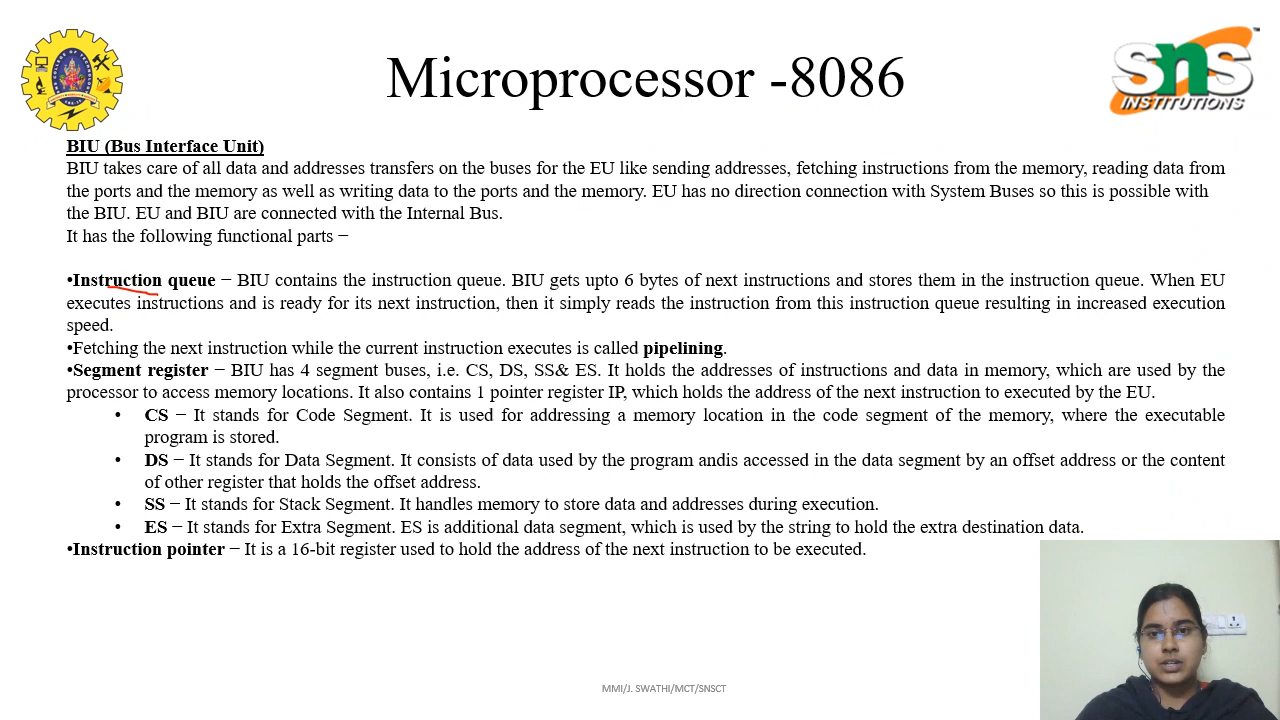 Microprocessor -8086
SNS
INSTITUTIONS
™
BIU (Bus Interface Unit)
BIU takes care of all data and addresses transfers on the buses for the EU like sending addresses, fetching instructions from the memory, reading data from
the ports and the memory as well as writing data to the ports and the memory. EU has no direction connection with System Buses so this is possible with
the BIU. EU and BIU are connected with the Internal Bus.
It has the following functional parts −
•Instruction queue − BIU contains the instruction queue. BIU gets upto 6 bytes of next instructions and stores them in the instruction queue. When EU
executes instructions and is ready for its next instruction, then it simply reads the instruction from this instruction queue resulting in increased execution
speed.
•Fetching the next instruction while the current instruction executes is called pipelining.
•Segment register − BIU has 4 segment buses, i.e. CS, DS, SS& ES. It holds the addresses of instructions and data in memory, which are used by the
processor to access memory locations. It also contains 1 pointer register IP, which holds the address of the next instruction to executed by the EU.
• CS − It stands for Code Segment. It is used for addressing a memory location in the code segment of the memory, where the executable
program is stored.
• DS − It stands for Data Segment. It consists of data used by the program andis accessed in the data segment by an offset address or the content
of other register that holds the offset address.
• SS − It stands for Stack Segment. It handles memory to store data and addresses during execution.
• ES − It stands for Extra Segment. ES is additional data segment, which is used by the string to hold the extra destination data.
•Instruction pointer − It is a 16-bit register used to hold the address of the next instruction to be executed.
MMI/J. SWATHI/MCT/SNSCT